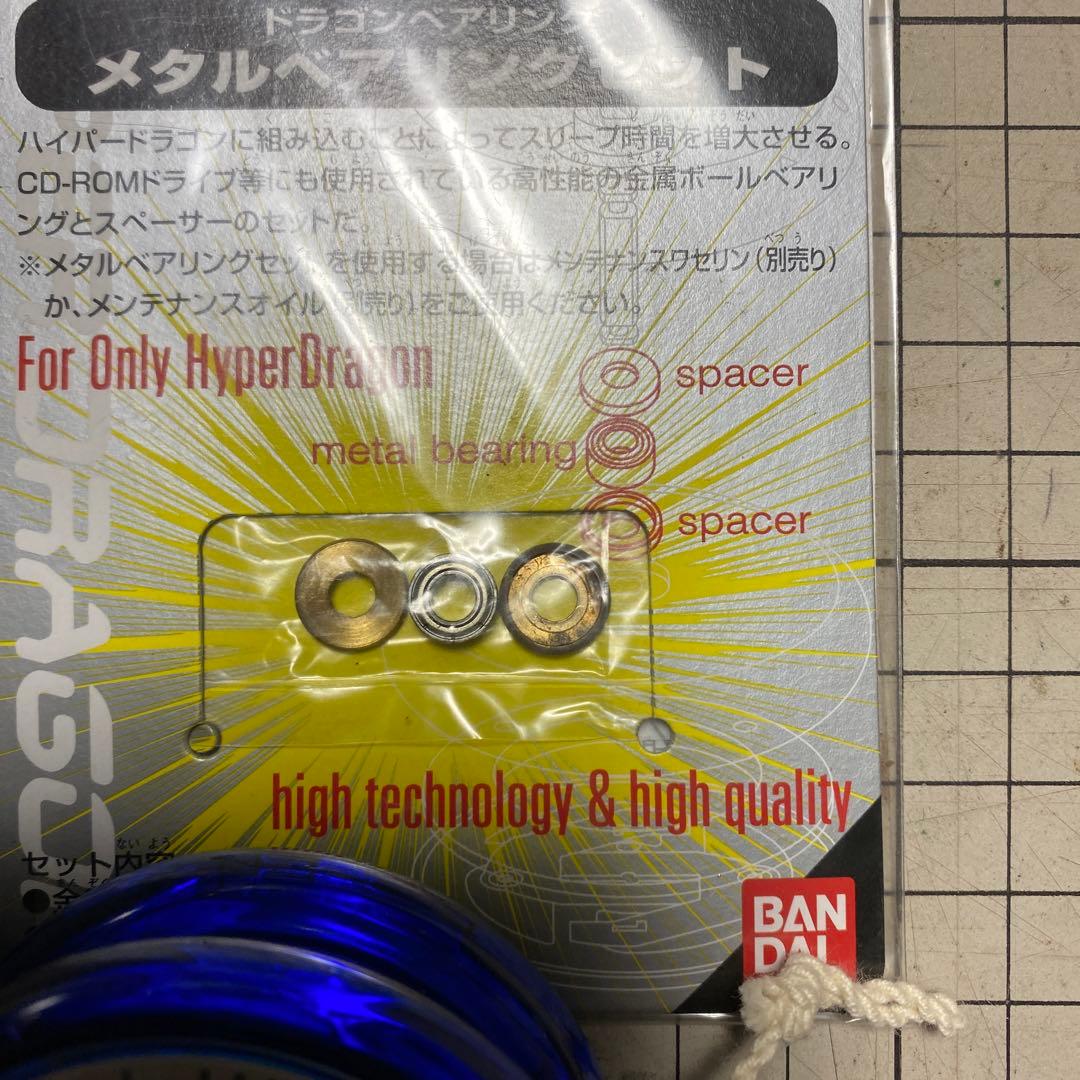 ドラゴンベアリング
メタルベアリングセット
ハイパードラゴンに組み込むことによってスリープ時間を増大させる。
CD-ROMドライブ等にも使用されている高性能の金属ボールベアリ
ングとスペーサーのセットだ。
※メタルベアリングセットを使用する場合は、メンテナンスワセリン(別売り)
か、メンテナンスオイル(別売り)をご使用ください。
For Only HyperDragon
spacer
metal bearing
spacer
high technology & high quality
セット内容
BAN
DAI